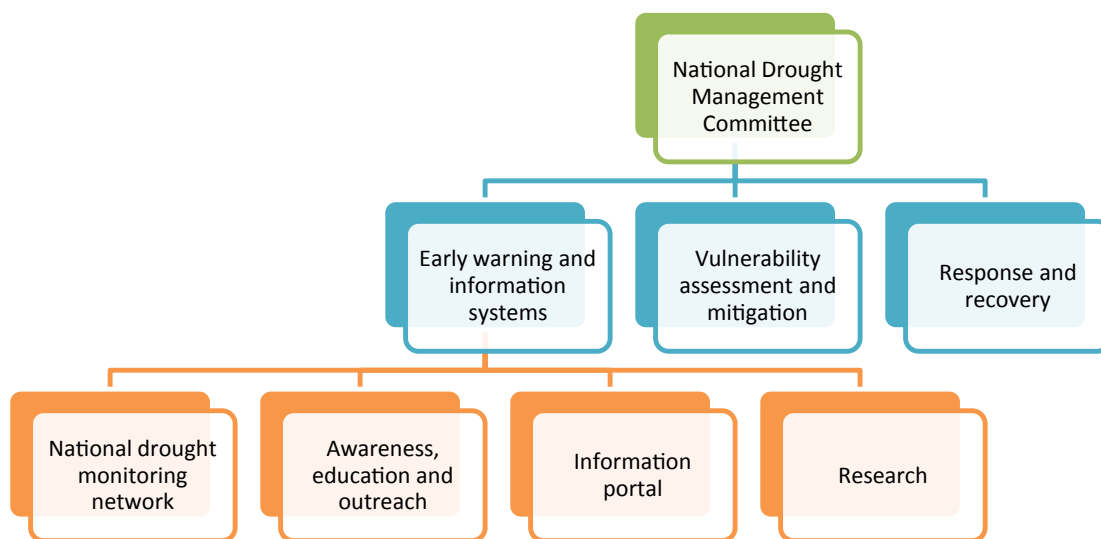 National Drought
Management
Committee
Early warning and
information
systems
Vulnerability
assessment and
mitigation
Response and
recovery
National drought
monitoring
network
Awareness,
education and
outreach
Information
portal
Research